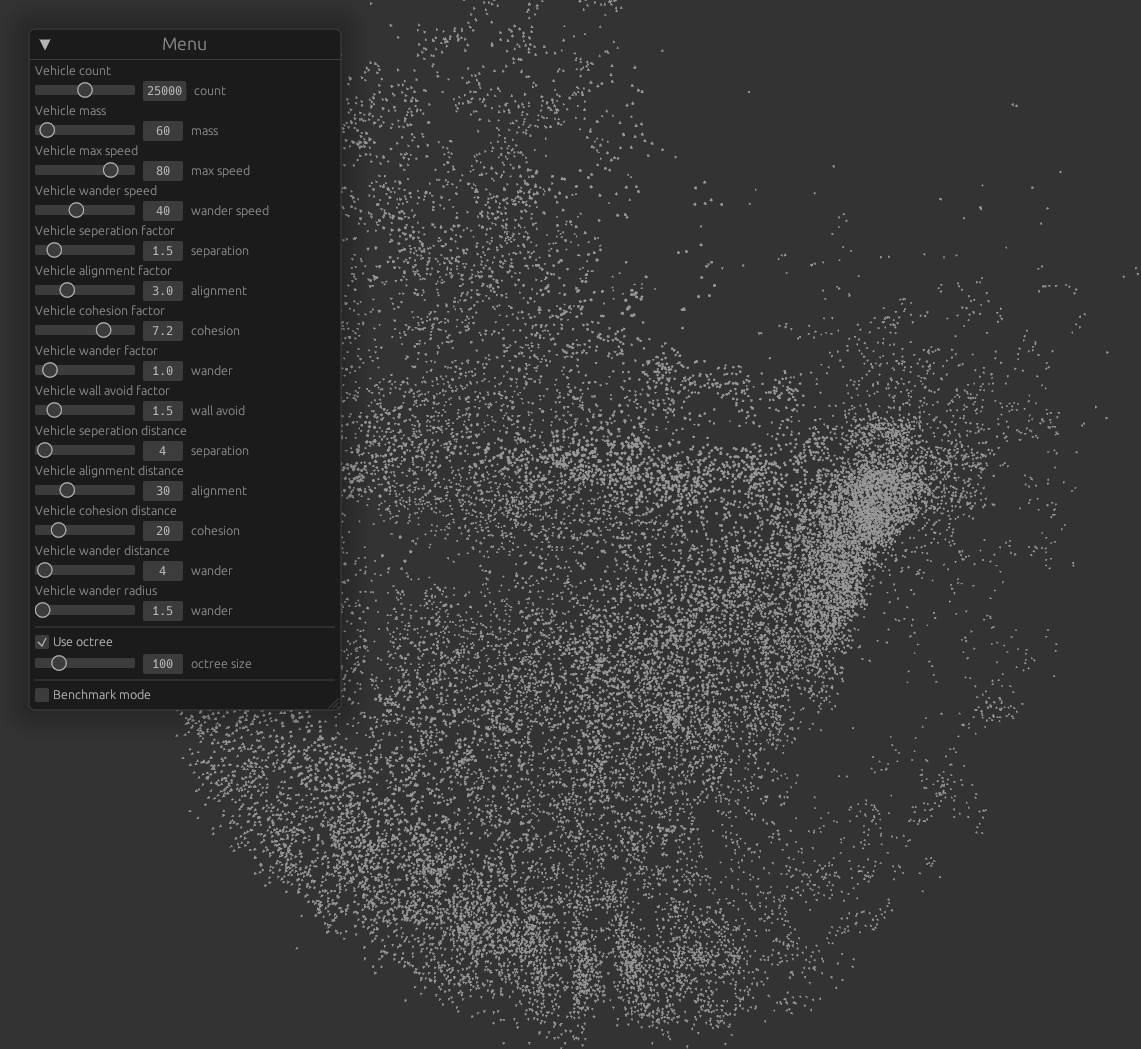 Menu
Vehicle count
25000 count
Vehicle mass
60 mass
Vehicle max speed
80 max speed
Vehicle wander speed
40 wander speed
Vehicle seperation factor
1.5 separation
Vehicle alignment factor
3.0 alignment
Vehicle cohesion factor
7.2 cohesion
Vehicle wander factor
1.0 wander
Vehicle wall avoid factor
1.5 wall avoid
Vehicle seperation distance
4 separation
Vehicle alignment distance
30 alignment
Vehicle cohesion distance
20 cohesion
Vehicle wander distance
4 wander
Vehicle wander radius
1.5 wander
Use octree
100 octree size
Benchmark mode